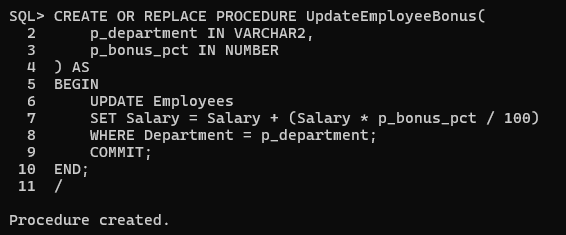 SQL> CREATE OR REPLACE PROCEDURE UpdateEmployeeBonus(
  2      p_department IN VARCHAR2,
  3      p_bonus_pct IN NUMBER
  4  ) AS
  5  BEGIN
  6      UPDATE Employees
  7      SET Salary = Salary + (Salary * p_bonus_pct / 100)
  8      WHERE Department = p_department;
  9      COMMIT;
 10  END;
 11  /
Procedure created.